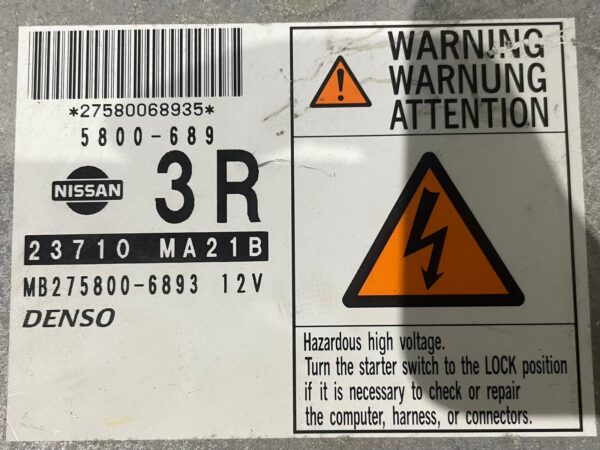 *27580068935*
5800-689
NISSAN
3R
23710 MA21B
MB275800-6893 12V
DENSO
WARNING
WARNUNG
ATTENTION
Hazardous high voltage.
Turn the starter switch to the LOCK position
if it is necessary to check or repair
the computer, harness, or connectors.